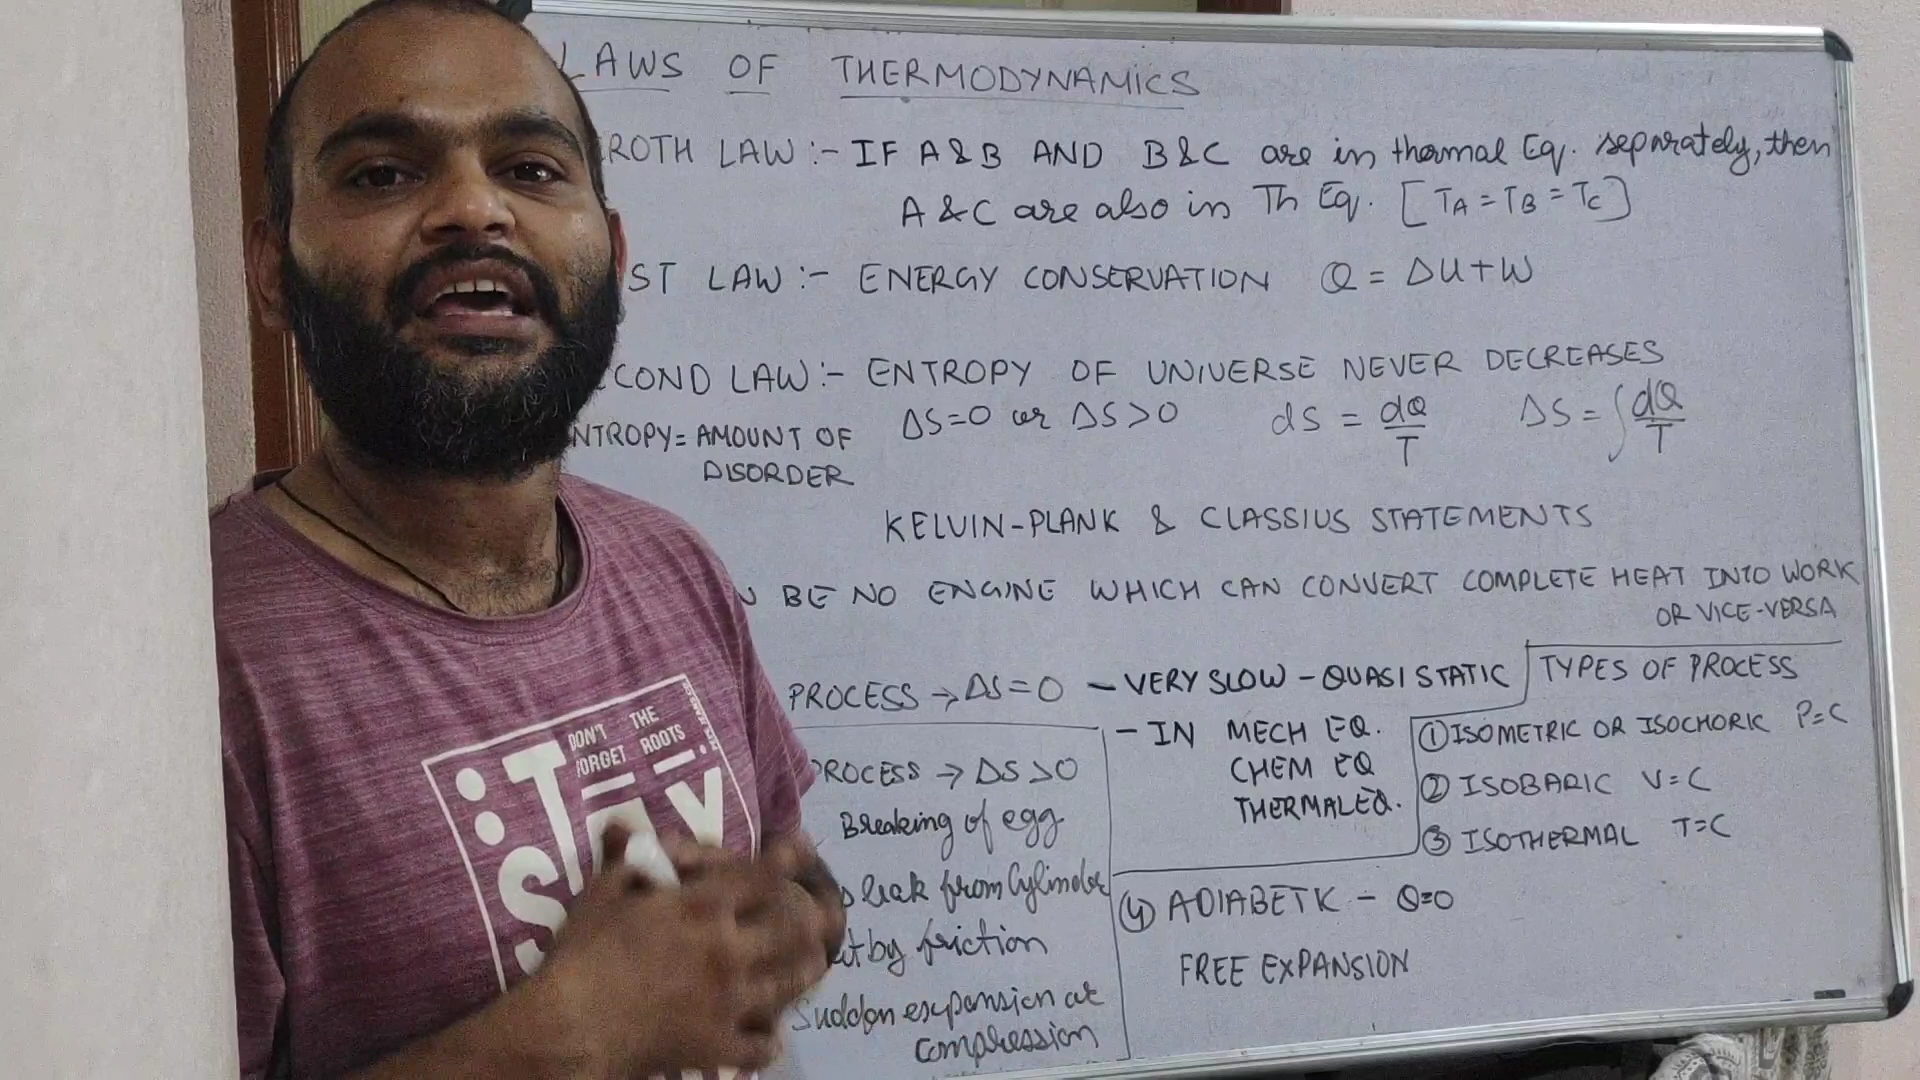 LAWS OF THERMODYNAMICS
ROTH LAW :- IF A & B AND B & C are in thermal Eq. separately, then
A & C are also in Th Eq. [TA = TB = TC]
ST LAW :- ENERGY CONSERVATION Q = ΔU+W
COND LAW :- ENTROPY OF UNIVERSE NEVER DECREASES
ΔS=0 or ΔS>0 dS = dQ/T ΔS = ∫dQ/T
NTROPY = AMOUNT OF
DISORDER
KELVIN-PLANK & CLASSIUS STATEMENTS
BE NO ENGINE WHICH CAN CONVERT COMPLETE HEAT INTO WORK
OR VICE-VERSA
PROCESS → ΔS=0 - VERY SLOW - QUASI STATIC
- IN MECH EQ.
CHEM EQ
THERMAL EQ.
PROCESS → ΔS>0
Breaking of egg
leak from Cylinder
by friction
Sudden expansion or
compression
TYPES OF PROCESS
① ISOMETRIC OR ISOCHORIK P=C
② ISOBARIC V=C
③ ISOTHERMAL T=C
④ ADIABETIK - Q=0
FREE EXPANSION
DON'T THE
FORGET ROOTS